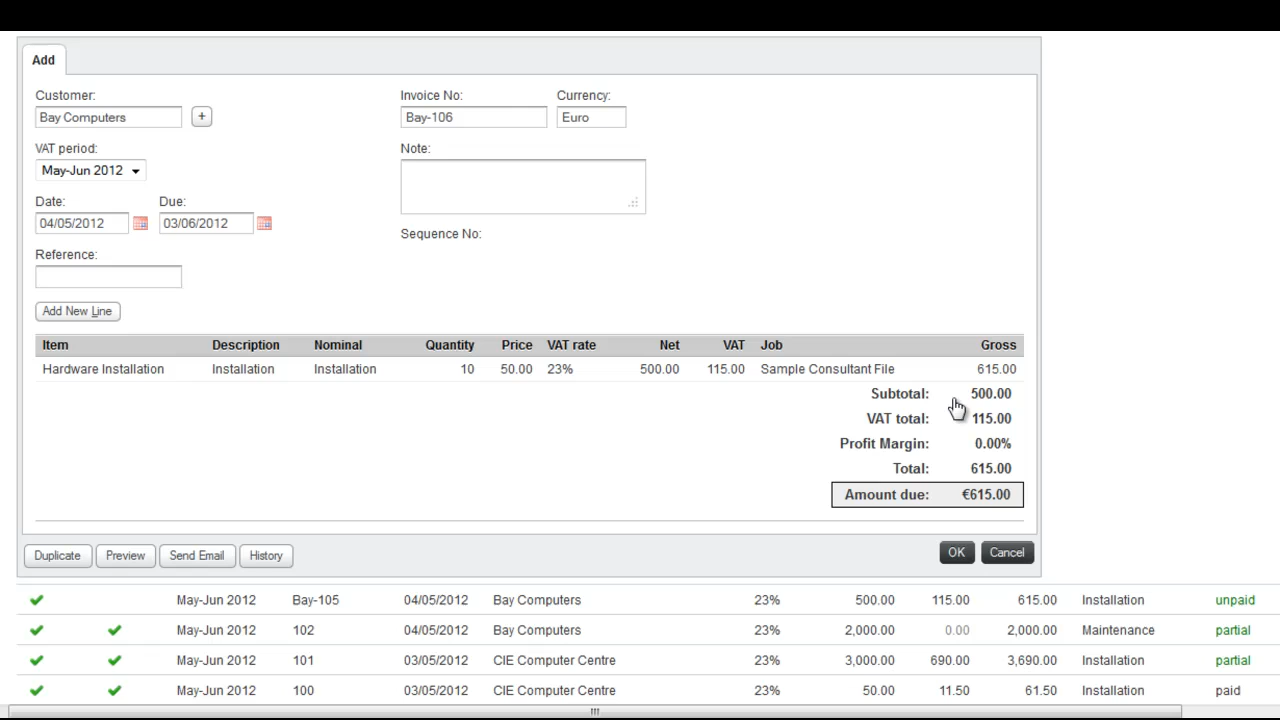 Add
Customer: Invoice No: Currency:
Bay Computers + Bay-106 Euro
VAT period: Note:
May-Jun 2012
Date: Due:
04/05/2012 03/06/2012
Sequence No:
Reference:
Add New Line
Item Description Nominal Quantity Price VAT rate Net VAT Job Gross
Hardware Installation Installation Installation 10 50.00 23% 500.00 115.00 Sample Consultant File 615.00
Subtotal: 500.00
VAT total: 115.00
Profit Margin: 0.00%
Total: 615.00
Amount due: €615.00
Duplicate Preview Send Email History OK Cancel
May-Jun 2012 Bay-105 04/05/2012 Bay Computers 23% 500.00 115.00 615.00 Installation unpaid
May-Jun 2012 102 04/05/2012 Bay Computers 23% 2,000.00 0.00 2,000.00 Maintenance partial
May-Jun 2012 101 03/05/2012 CIE Computer Centre 23% 3,000.00 690.00 3,690.00 Installation partial
May-Jun 2012 100 03/05/2012 CIE Computer Centre 23% 50.00 11.50 61.50 Installation paid